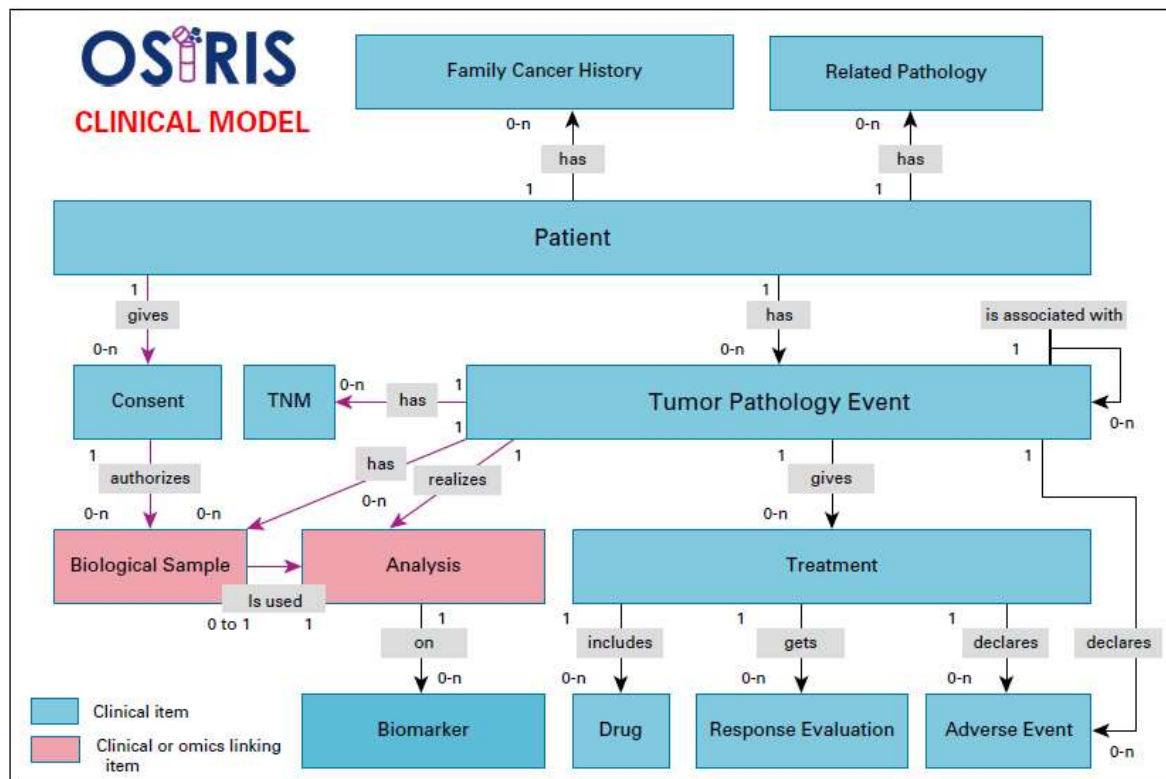 OSIRIS
CLINICAL MODEL
Family Cancer History
Related Pathology
0-n
0-n
has
has
1
1
Patient
1
1
gives
has
is associated with
0-n
0-n
1
Consent
TNM
0-n
has
1
Tumor Pathology Event
0-n
1
1
1
1
1
authorizes
has
realizes
gives
0-n
0-n
0-n
0-n
Biological Sample
Analysis
Treatment
Is used
0 to 1
1
1
1
1
1
on
includes
gets
declares
declares
0-n
0-n
0-n
0-n
Biomarker
Drug
Response Evaluation
Adverse Event
0-n
Clinical item
Clinical or omics linking
item